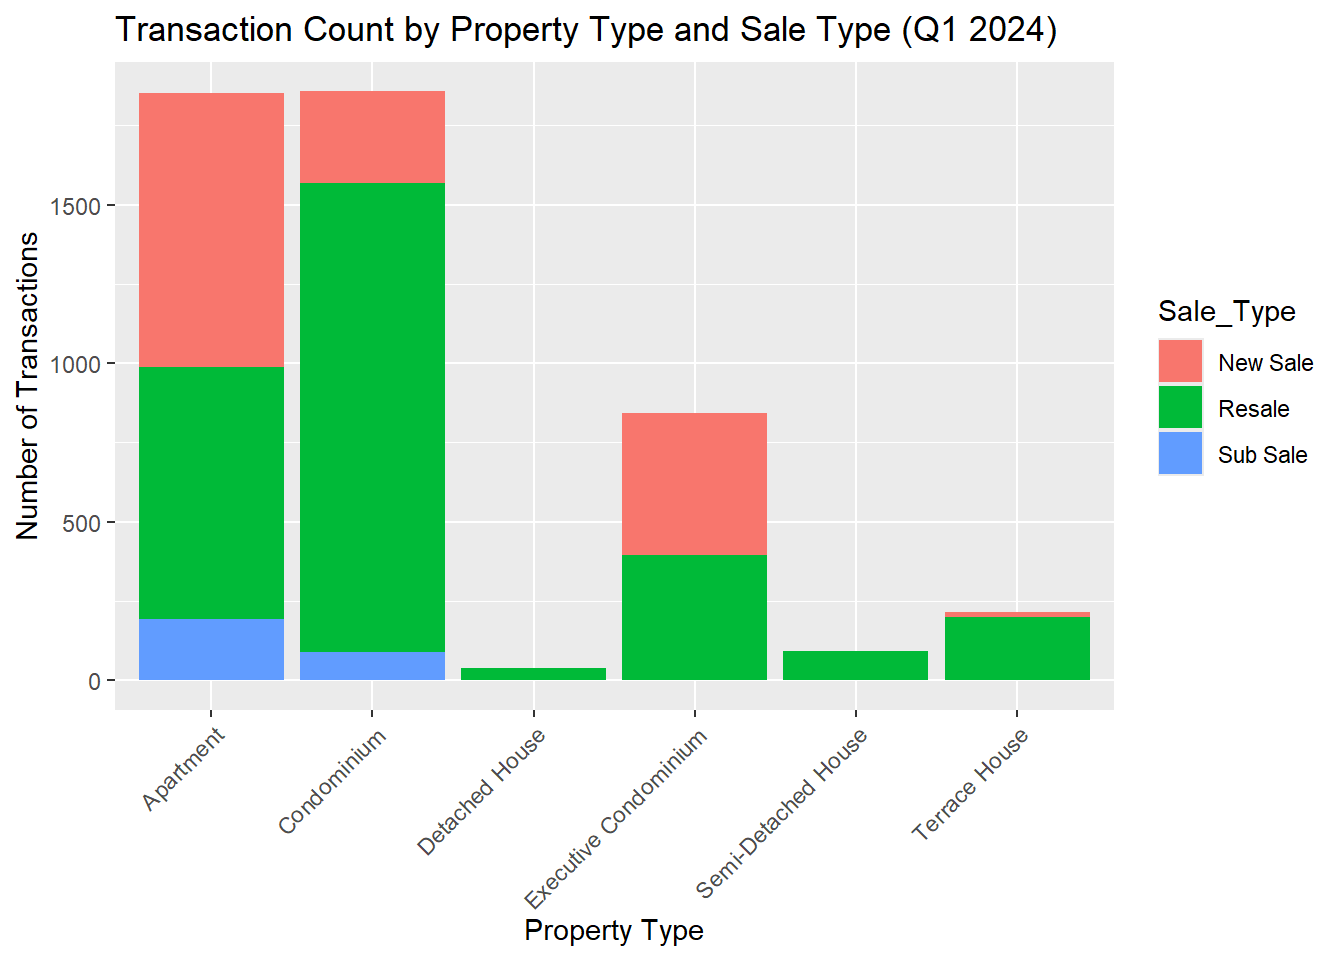 Transaction Count by Property Type and Sale Type (Q1 2024)
Number of Transactions
1500
1000
500
0
Apartment
Condominium
Detached House
Executive Condominium
Semi-Detached House
Terrace House
Property Type
Sale_Type
New Sale
Resale
Sub Sale